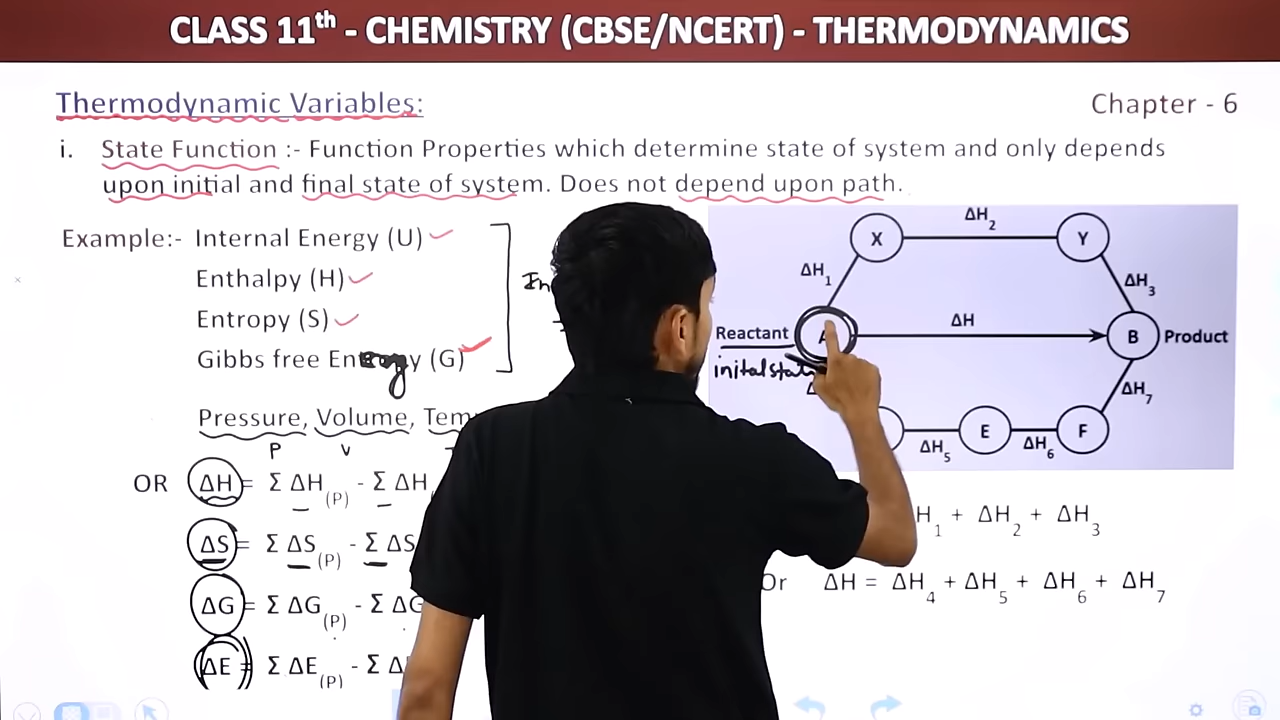 CLASS 11th - CHEMISTRY (CBSE/NCERT) - THERMODYNAMICS
Thermodynamic Variables:
Chapter - 6
i. State Function :- Function Properties which determine state of system and only depends
upon initial and final state of system. Does not depend upon path.
Example:- Internal Energy (U)
Enthalpy (H)
Entropy (S)
Gibbs free Energy (G)
Pressure, Volume,
P V
OR ΔH = Σ ΔH(P) - Σ ΔH
ΔS = Σ ΔS(P) - Σ ΔS
ΔG = Σ ΔG(P) - Σ ΔG
ΔE = Σ ΔE(P) - Σ
X ΔH2 Y
ΔH1 ΔH3
Reactant A ΔH B Product
inital state
ΔH7
ΔH5 E ΔH6 F
H1 + ΔH2 + ΔH3
Or ΔH = ΔH4 + ΔH5 + ΔH6 + ΔH7